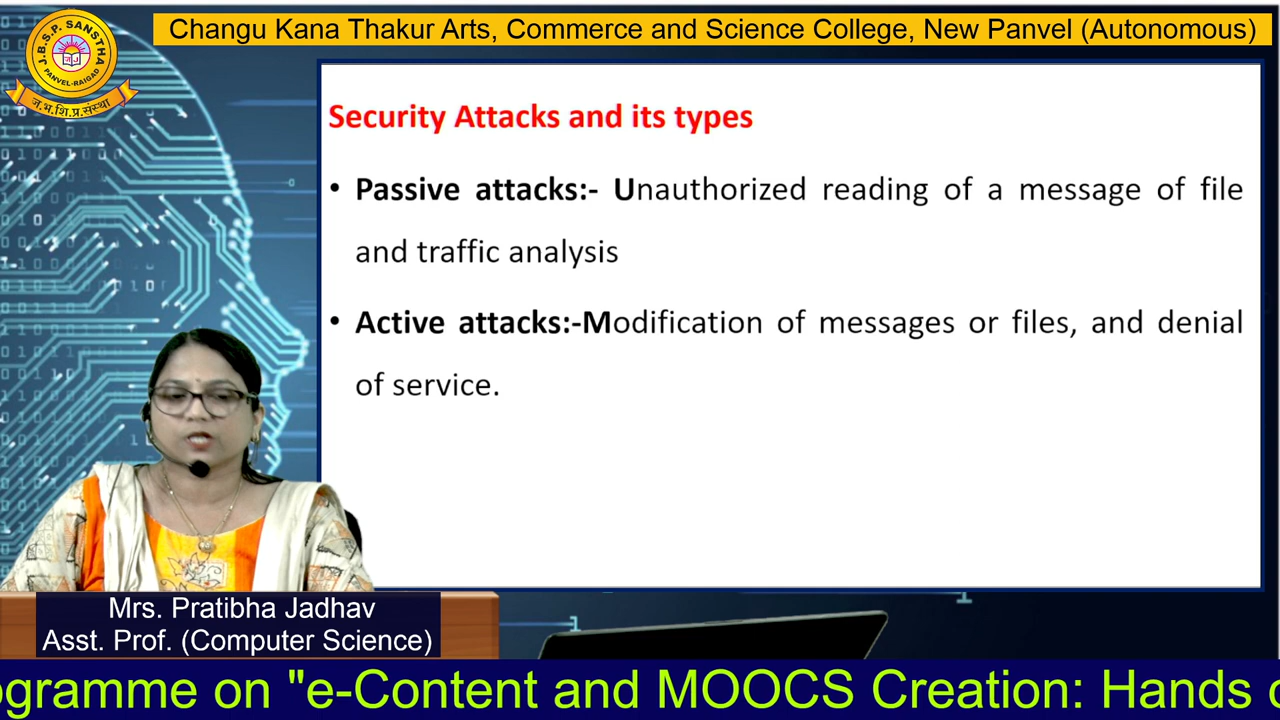 Changu Kana Thakur Arts, Commerce and Science College, New Panvel (Autonomous)
J.B.S.P. SANSTHA
PANVEL-RAIGAD
ज.भ.शि.प्र.संस्था
Security Attacks and its types
• Passive attacks:- Unauthorized reading of a message of file
and traffic analysis
• Active attacks:-Modification of messages or files, and denial
of service.
Mrs. Pratibha Jadhav
Asst. Prof. (Computer Science)
ogramme on "e-Content and MOOCS Creation: Hands o